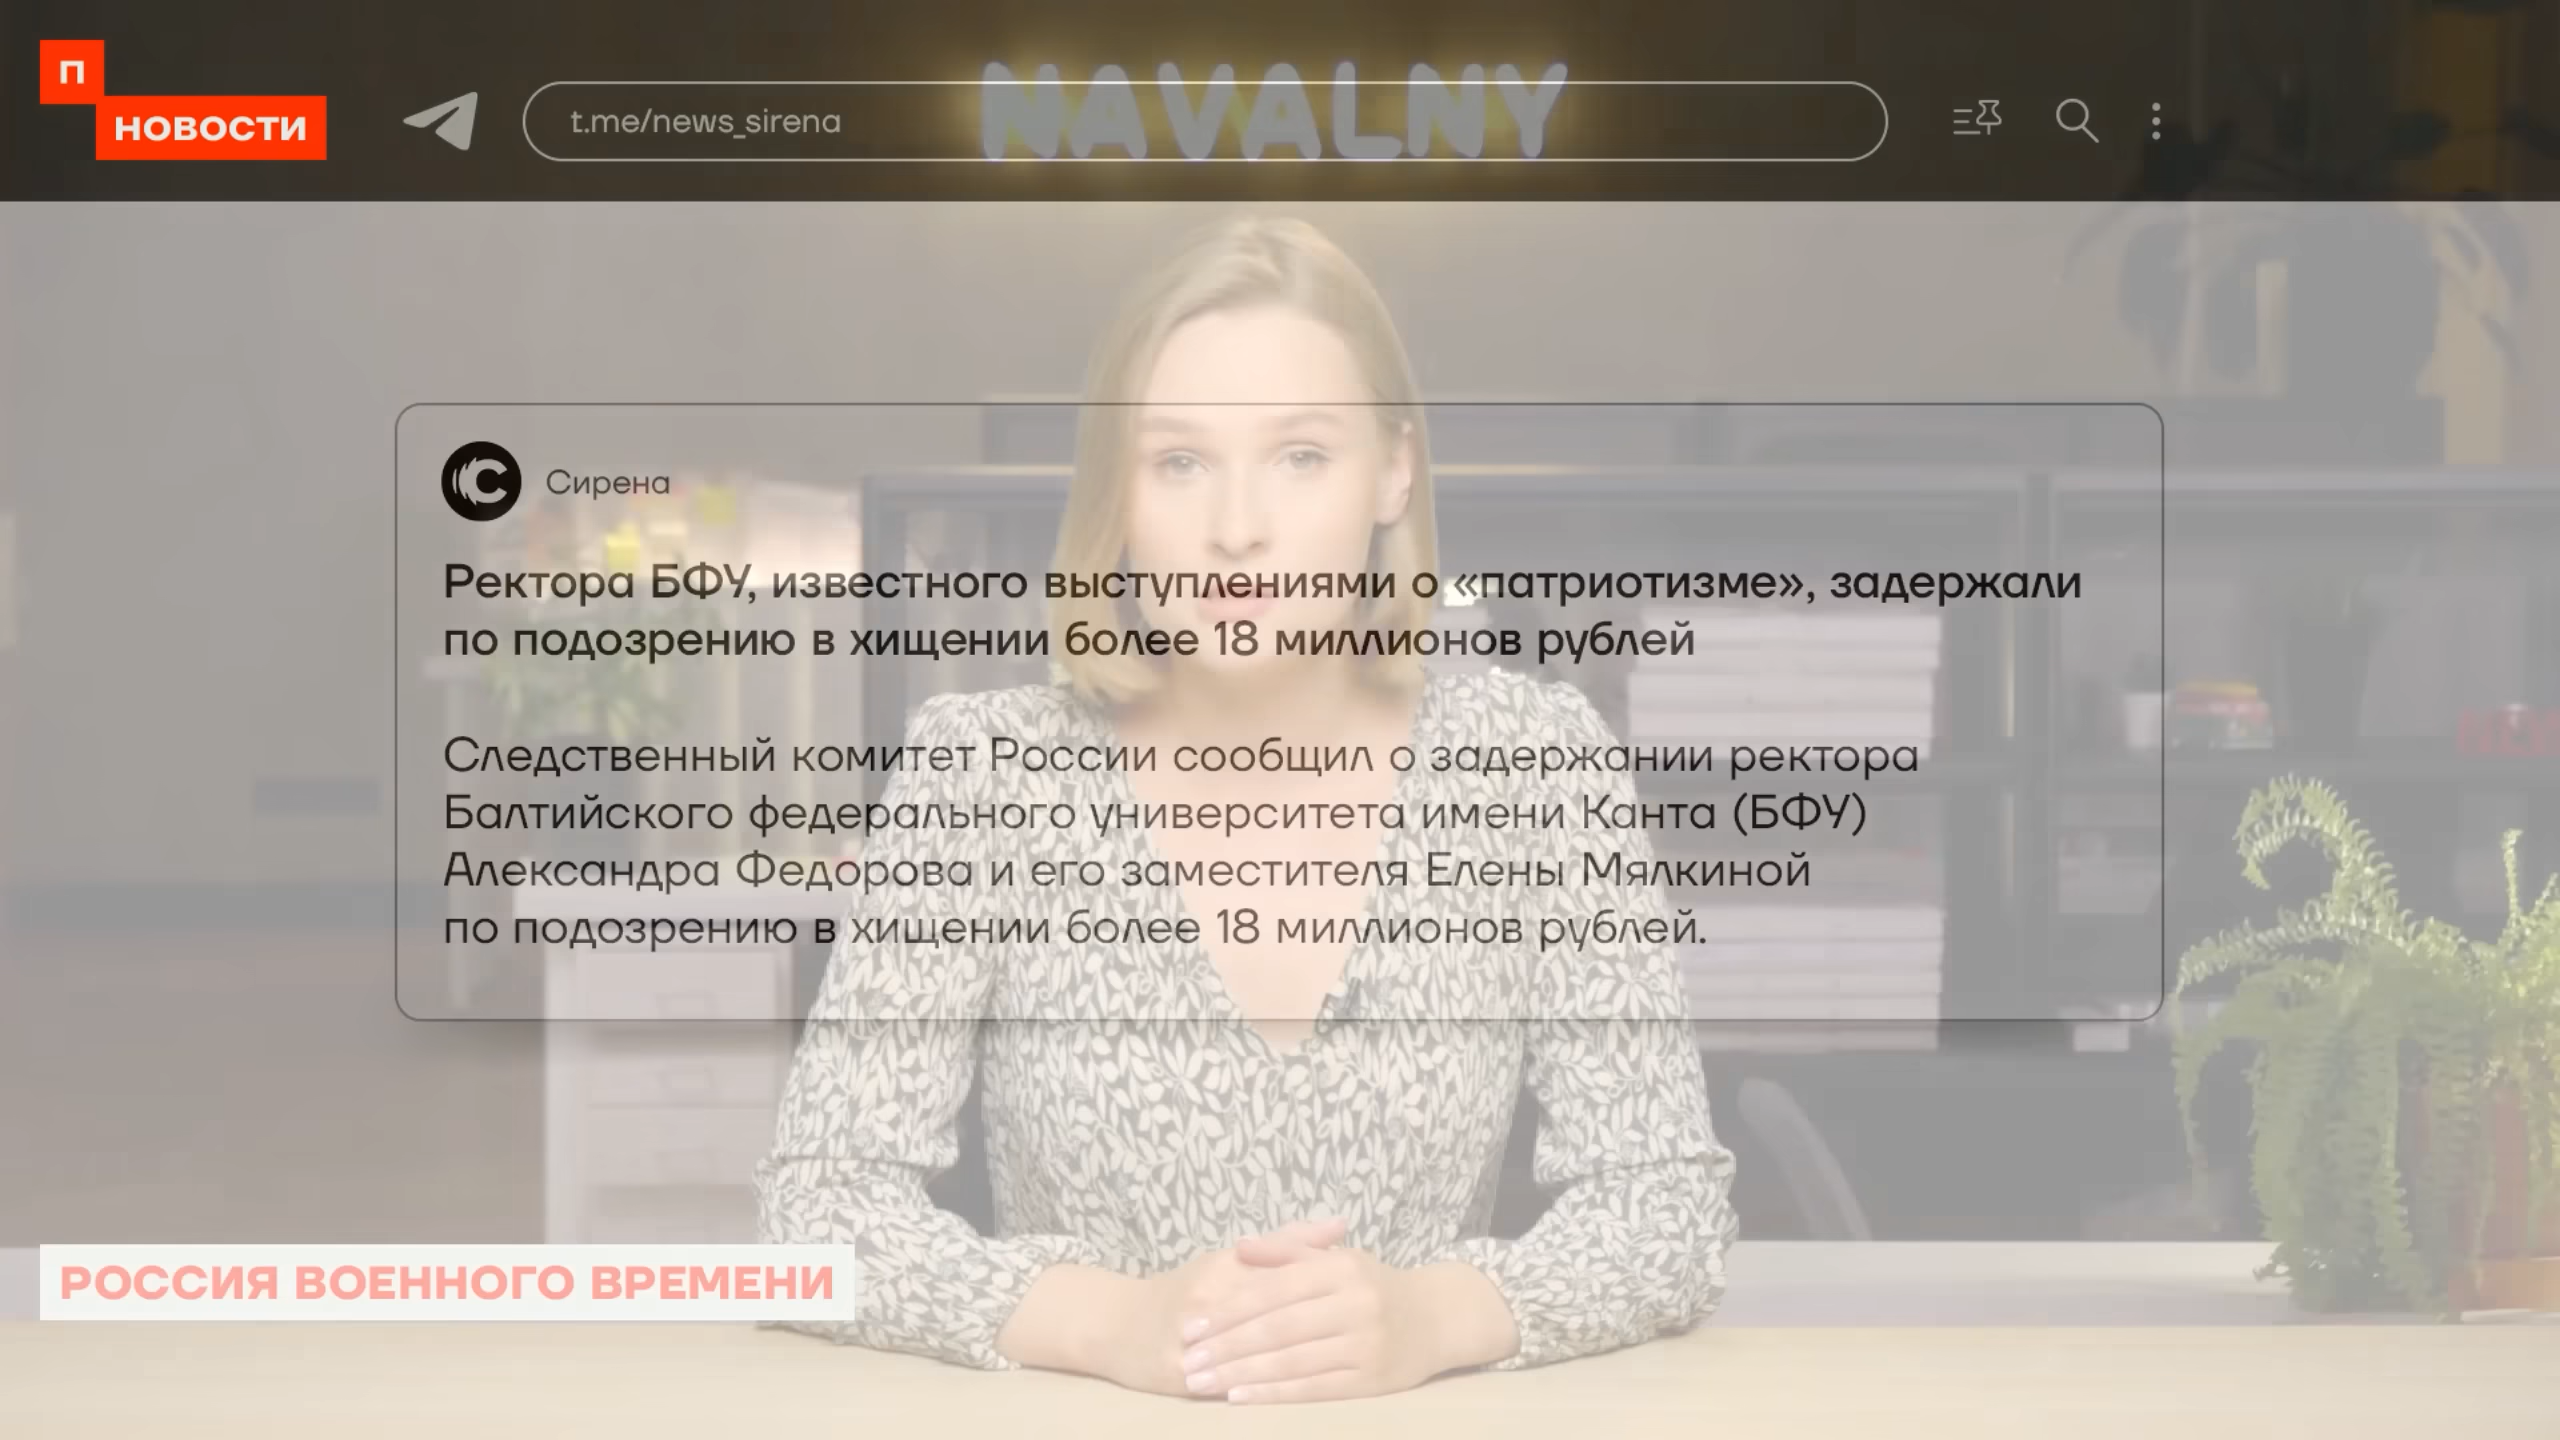 П
НОВОСТИ
t.me/news_sirena
NAVALNY
Сирена
Ректора БФУ, известного выступлениями о «патриотизме», задержали
по подозрению в хищении более 18 миллионов рублей
Следственный комитет России сообщил о задержании ректора
Балтийского федерального университета имени Канта (БФУ)
Александра Федорова и его заместителя Елены Мялкиной
по подозрению в хищении более 18 миллионов рублей.
РОССИЯ ВОЕННОГО ВРЕМЕНИ